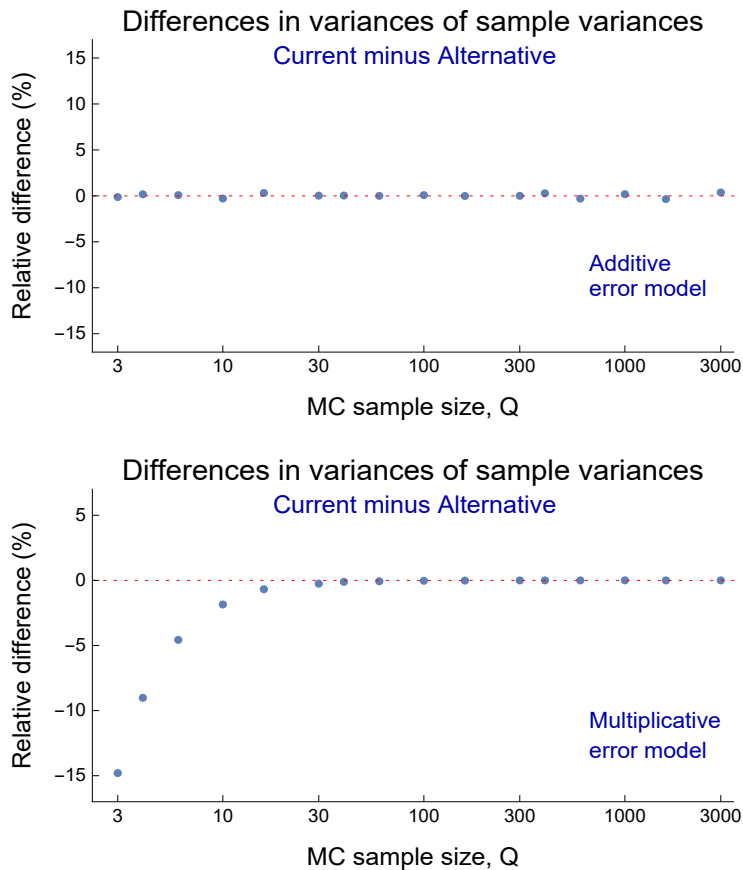 Differences in variances of sample variances
Current minus Alternative
Relative difference (%)
15
10
5
0
−5
−10
−15
Additive
error model
3 10 30 100 300 1000 3000
MC sample size, Q
Differences in variances of sample variances
Current minus Alternative
Relative difference (%)
5
0
−5
−10
−15
Multiplicative
error model
3 10 30 100 300 1000 3000
MC sample size, Q